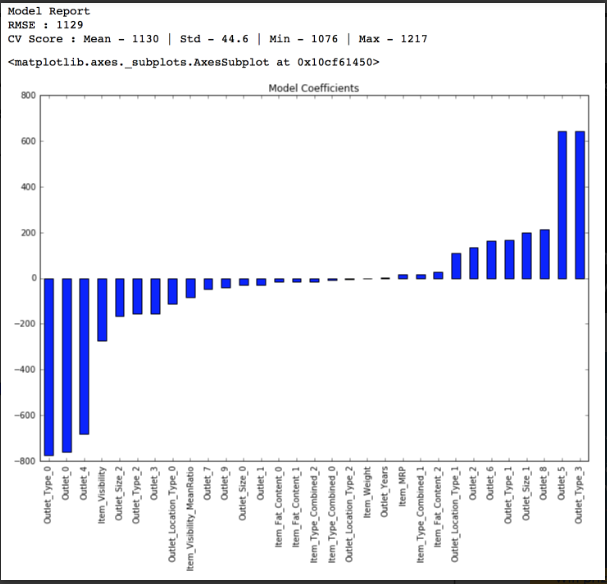 Model Report
RMSE : 1129
CV Score : Mean - 1130 | Std - 44.6 | Min - 1076 | Max - 1217
<matplotlib.axes._subplots.AxesSubplot at 0x10cf61450>
Model Coefficients
800
600
400
200
0
−200
−400
−600
−800
Outlet_Type_0
Outlet_0
Outlet_4
Item_Visibility
Outlet_Size_2
Outlet_Type_2
Outlet_3
Outlet_Location_Type_0
Item_Visibility_MeanRatio
Outlet_7
Outlet_9
Outlet_Size_0
Outlet_1
Item_Fat_Content_0
Item_Fat_Content_1
Item_Type_Combined_2
Item_Type_Combined_0
Outlet_Location_Type_2
Item_Weight
Outlet_Years
Item_MRP
Item_Type_Combined_1
Item_Fat_Content_2
Outlet_Location_Type_1
Outlet_2
Outlet_6
Outlet_Type_1
Outlet_Size_1
Outlet_8
Outlet_5
Outlet_Type_3